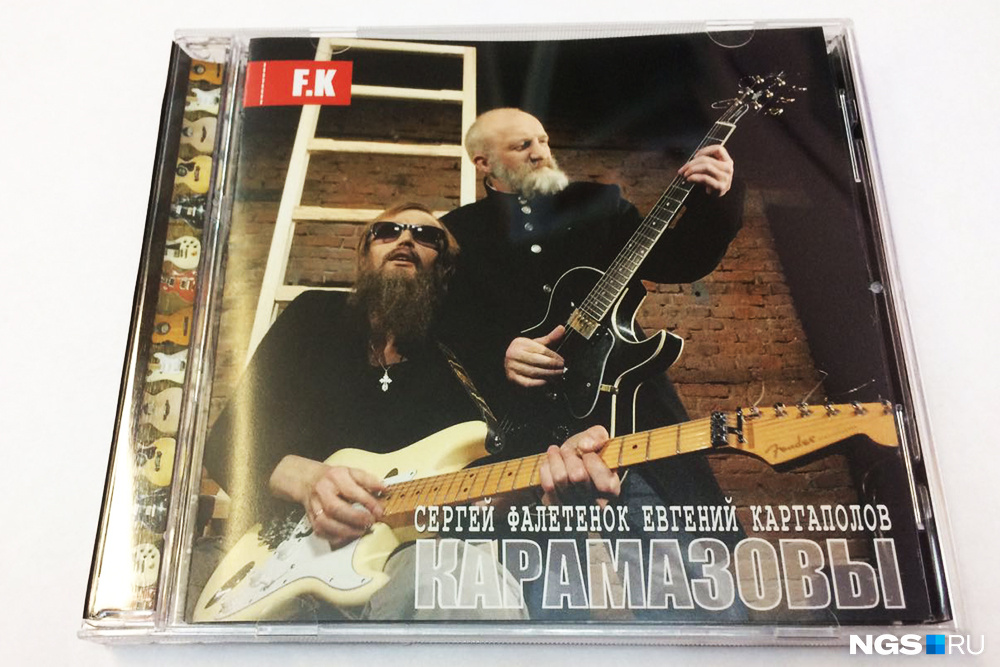 F.K
Fender
СЕРГЕЙ ФАЛЕТЕНОК ЕВГЕНИЙ КАРГАПОЛОВ
КАРАМАЗОВЫ
NGS.RU